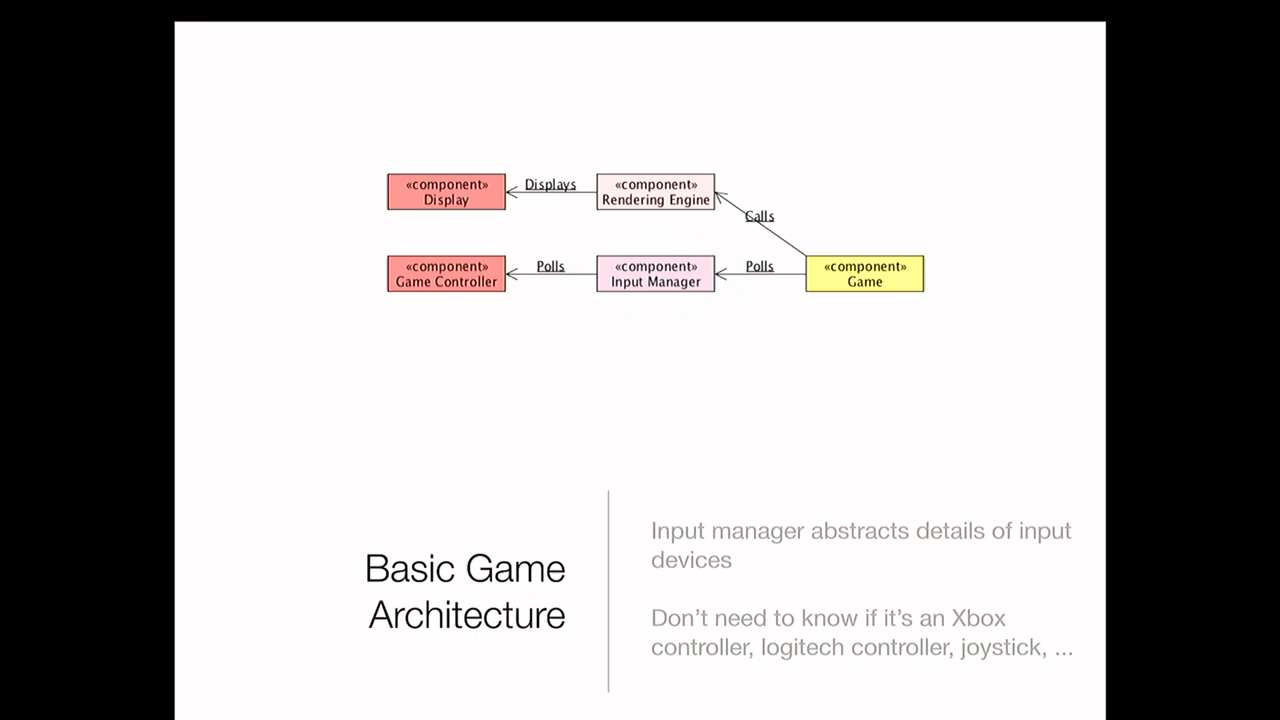 «component»
Display
Displays
«component»
Rendering Engine
Calls
«component»
Game Controller
Polls
«component»
Input Manager
Polls
«component»
Game
Basic Game
Architecture
Input manager abstracts details of input
devices
Don’t need to know if it’s an Xbox
controller, logitech controller, joystick, ...